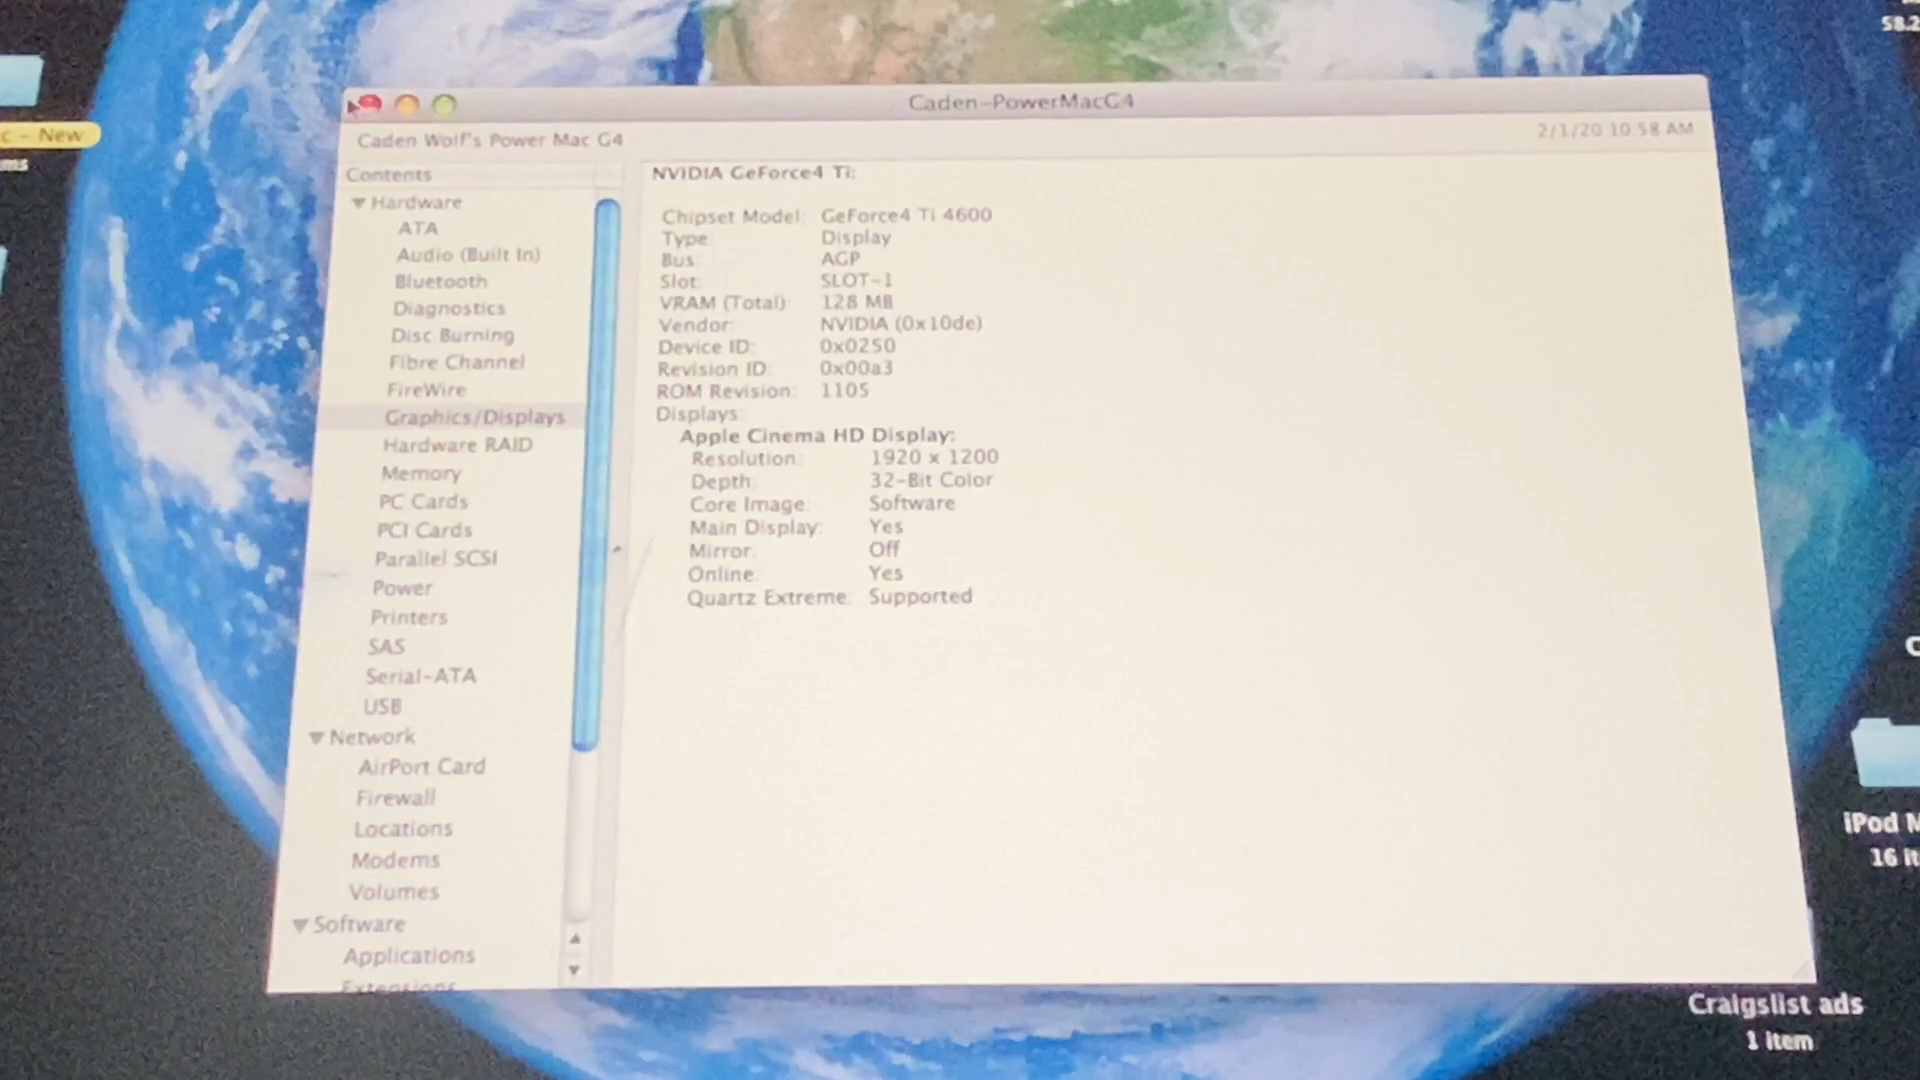 58.2
c - New
ms
Caden-PowerMacG4
Caden Wolf's Power Mac G4
2/1/20 10:58 AM
Contents
Hardware
ATA
Audio (Built In)
Bluetooth
Diagnostics
Disc Burning
Fibre Channel
FireWire
Graphics/Displays
Hardware RAID
Memory
PC Cards
PCI Cards
Parallel SCSI
Power
Printers
SAS
Serial-ATA
USB
Network
AirPort Card
Firewall
Locations
Modems
Volumes
Software
Applications
Extensions
NVIDIA GeForce4 Ti:
Chipset Model: GeForce4 Ti 4600
Type: Display
Bus: AGP
Slot: SLOT-1
VRAM (Total): 128 MB
Vendor: NVIDIA (0x10de)
Device ID: 0x0250
Revision ID: 0x00a3
ROM Revision: 1105
Displays:
Apple Cinema HD Display:
Resolution: 1920 x 1200
Depth: 32-Bit Color
Core Image: Software
Main Display: Yes
Mirror: Off
Online: Yes
Quartz Extreme: Supported
iPod M
16 it
Craigslist ads
1 item